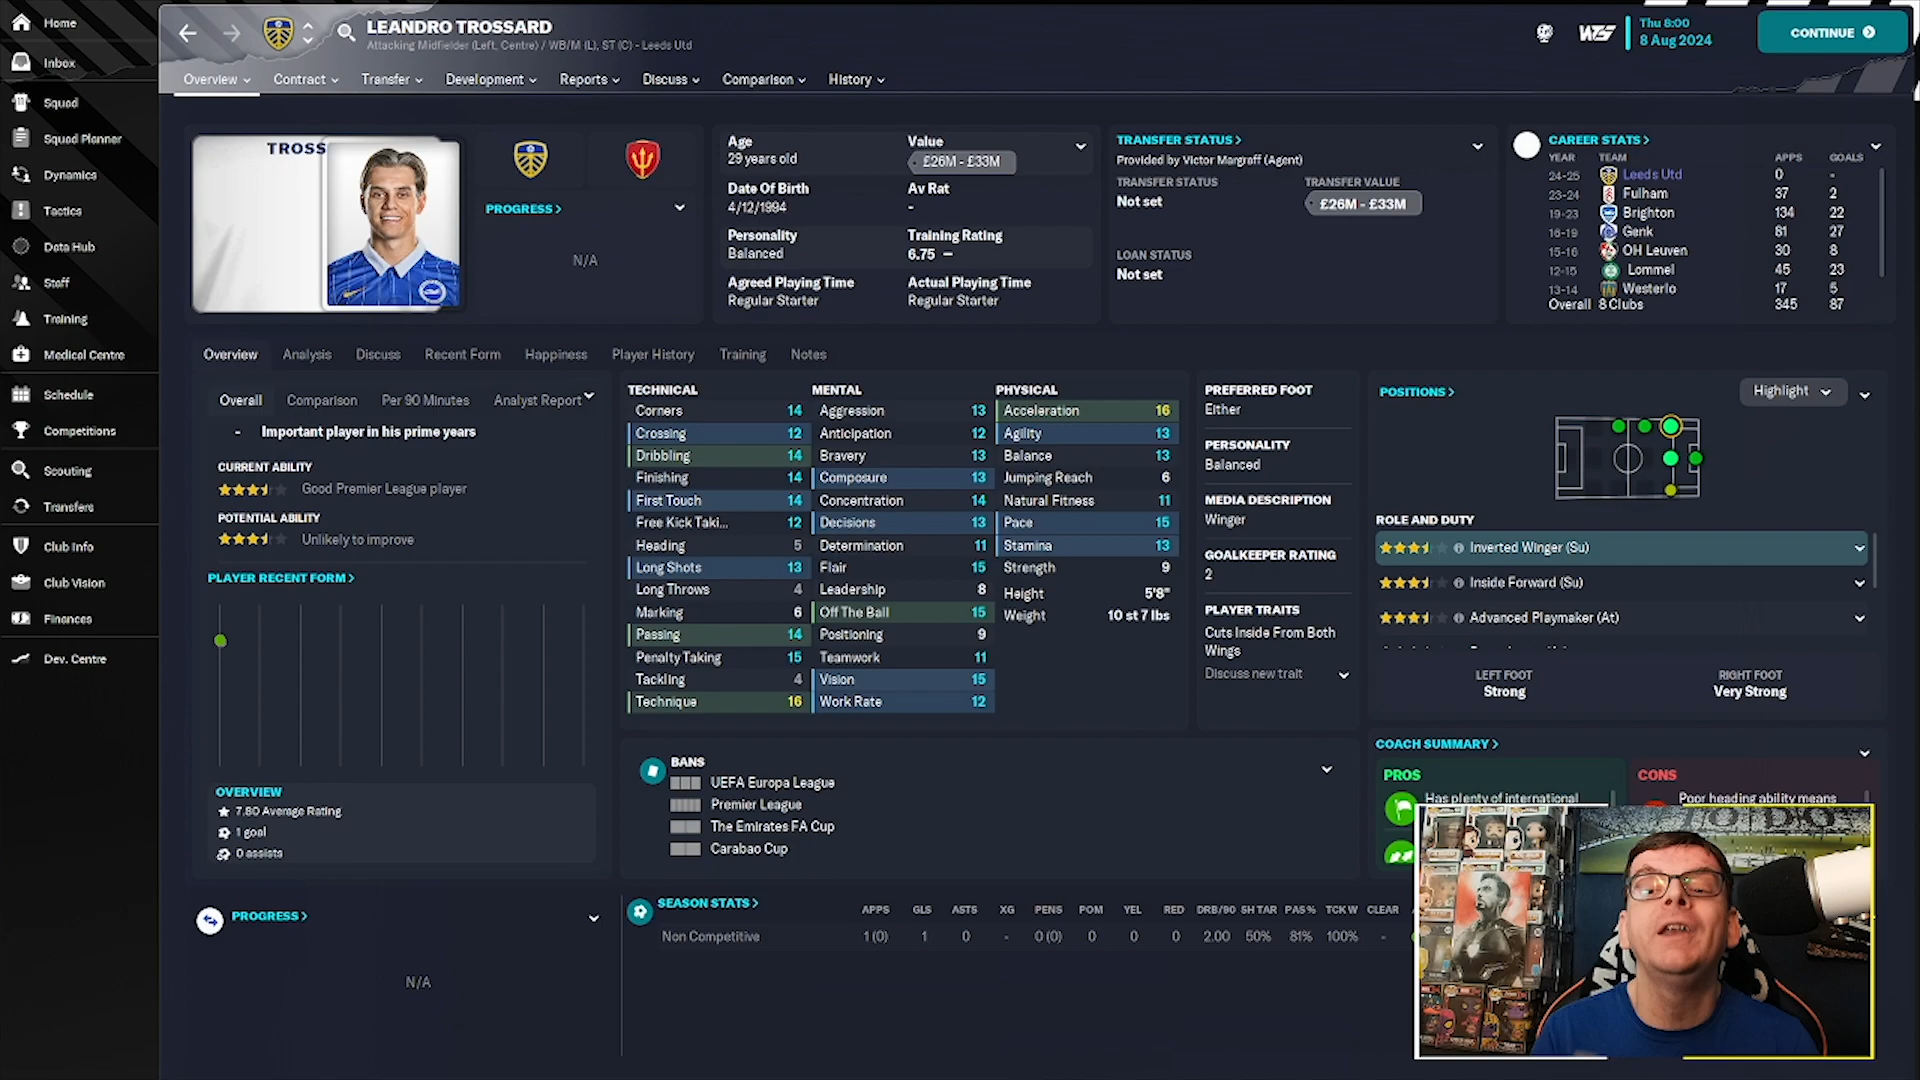 Home
Inbox
Squad
Squad Planner
Dynamics
Tactics
Data Hub
Staff
Training
Medical Centre
Schedule
Competitions
Scouting
Transfers
Club Info
Club Vision
Finances
Dev. Centre
LEANDRO TROSSARD
Attacking Midfielder (Left, Centre) / WB/M (L), ST (C) - Leeds Utd
Thu 8:00
8 Aug 2024
CONTINUE
Overview Contract Transfer Development Reports Discuss Comparison History
TROSS
PROGRESS >
N/A
Age
29 years old
Value
£26M - £33M
Date Of Birth
4/12/1994
Av Rat
-
Personality
Balanced
Training Rating
6.75 –
Agreed Playing Time
Regular Starter
Actual Playing Time
Regular Starter
TRANSFER STATUS >
Provided by Victor Margraff (Agent)
TRANSFER STATUS
Not set
TRANSFER VALUE
£26M - £33M
LOAN STATUS
Not set
CAREER STATS >
YEAR TEAM APPS GOALS
24-25 Leeds Utd 0 -
23-24 Fulham 37 2
19-23 Brighton 134 22
16-19 Genk 81 27
15-16 OH Leuven 30 8
12-15 Lommel 45 23
13-14 Westerlo 17 5
Overall 8 Clubs 345 87
Overview Analysis Discuss Recent Form Happiness Player History Training Notes
Overall Comparison Per 90 Minutes Analyst Report
- Important player in his prime years
CURRENT ABILITY
Good Premier League player
POTENTIAL ABILITY
Unlikely to improve
PLAYER RECENT FORM >
OVERVIEW
7.80 Average Rating
1 goal
0 assists
TECHNICAL
Corners 14
Crossing 12
Dribbling 14
Finishing 14
First Touch 14
Free Kick Taki... 12
Heading 5
Long Shots 13
Long Throws 4
Marking 6
Passing 14
Penalty Taking 15
Tackling 4
Technique 16
MENTAL
Aggression 13
Anticipation 12
Bravery 13
Composure 13
Concentration 14
Decisions 13
Determination 11
Flair 15
Leadership 8
Off The Ball 15
Positioning 9
Teamwork 11
Vision 15
Work Rate 12
PHYSICAL
Acceleration 16
Agility 13
Balance 13
Jumping Reach 6
Natural Fitness 11
Pace 15
Stamina 13
Strength 9
Height 5'8"
Weight 10 st 7 lbs
PREFERRED FOOT
Either
PERSONALITY
Balanced
MEDIA DESCRIPTION
Winger
GOALKEEPER RATING
2
PLAYER TRAITS
Cuts Inside From Both
Wings
Discuss new trait
POSITIONS >
Highlight
ROLE AND DUTY
Inverted Winger (Su)
Inside Forward (Su)
Advanced Playmaker (At)
LEFT FOOT
Strong
RIGHT FOOT
Very Strong
BANS
UEFA Europa League
Premier League
The Emirates FA Cup
Carabao Cup
COACH SUMMARY >
PROS
Has plenty of international
CONS
Poor heading ability means
PROGRESS >
N/A
SEASON STATS >
APPS GLS ASTS XG PENS POM YEL RED DRB/90 SH TAR PAS % TCK W CLEAR
Non Competitive 1 (0) 1 0 - 0 (0) 0 0 0 2.00 50% 81% 100% -